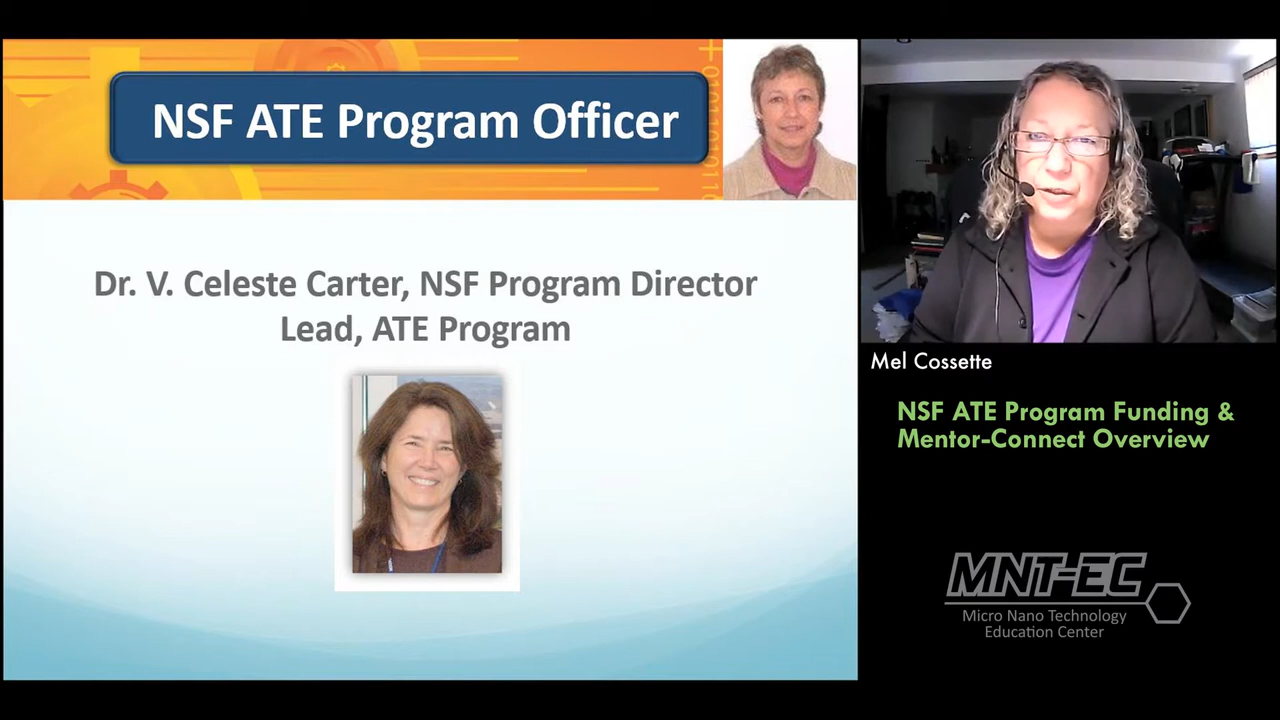 NSF ATE Program Officer
Dr. V. Celeste Carter, NSF Program Director
Lead, ATE Program
Mel Cossette
NSF ATE Program Funding &
Mentor-Connect Overview
MNT-EC
Micro Nano Technology
Education Center